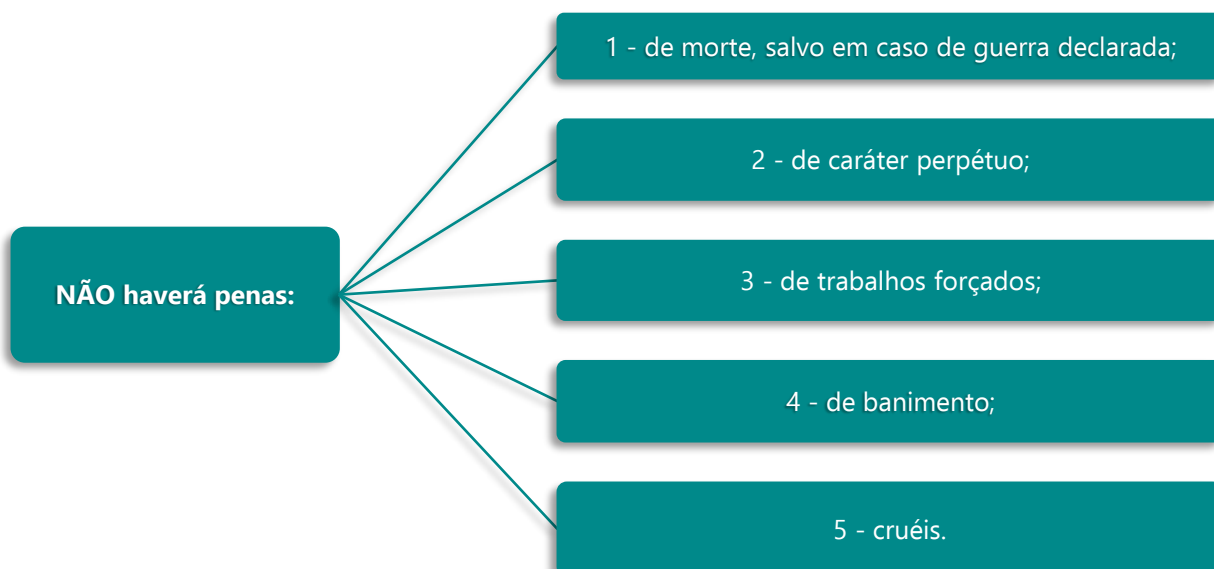 NÃO haverá penas:
1 - de morte, salvo em caso de guerra declarada;
2 - de caráter perpétuo;
3 - de trabalhos forçados;
4 - de banimento;
5 - cruéis.